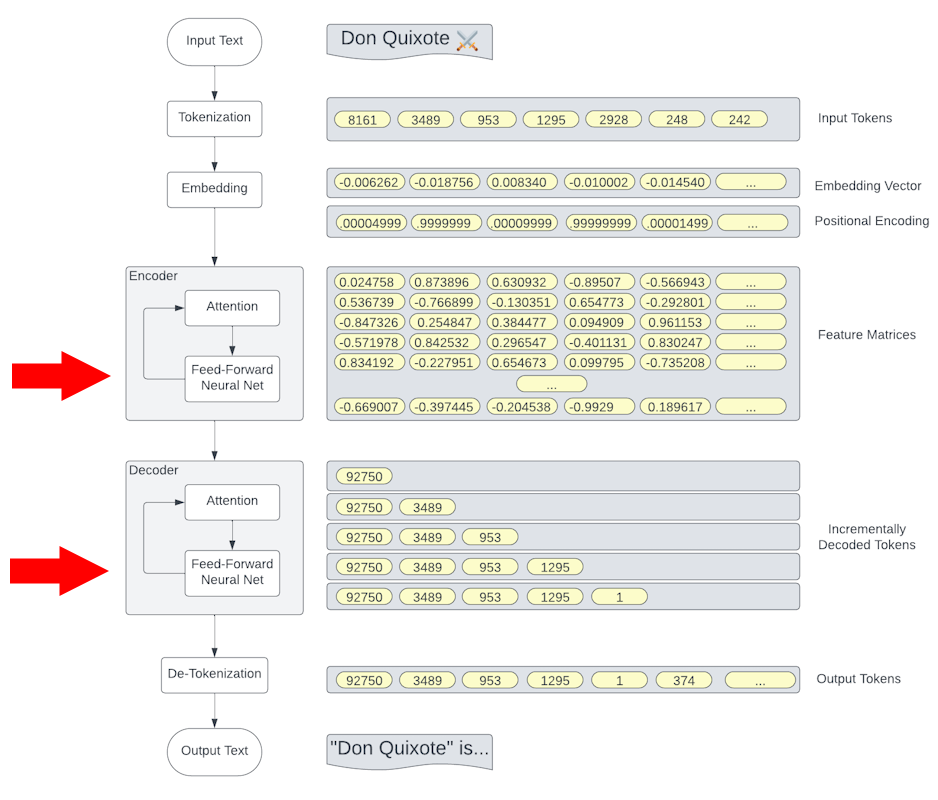 Input Text
Don Quixote ⚔️
Tokenization
8161 3489 953 1295 2928 248 242
Input Tokens
Embedding
-0.006262 -0.018756 0.008340 -0.010002 -0.014540 ...
Embedding Vector
.00004999 .9999999 .00009999 .99999999 .00001499 ...
Positional Encoding
Encoder
Attention
Feed-Forward
Neural Net
0.024758 0.873896 0.630932 -0.89507 -0.566943 ...
0.536739 -0.766899 -0.130351 0.654773 -0.292801 ...
-0.847326 0.254847 0.384477 0.094909 0.961153 ...
-0.571978 0.842532 0.296547 -0.401131 0.830247 ...
0.834192 -0.227951 0.654673 0.099795 -0.735208 ...
...
-0.669007 -0.397445 -0.204538 -0.9929 0.189617 ...
Feature Matrices
Decoder
Attention
Feed-Forward
Neural Net
92750
92750 3489
92750 3489 953
92750 3489 953 1295
92750 3489 953 1295 1
Incrementally
Decoded Tokens
De-Tokenization
92750 3489 953 1295 1 374 ...
Output Tokens
Output Text
"Don Quixote" is...